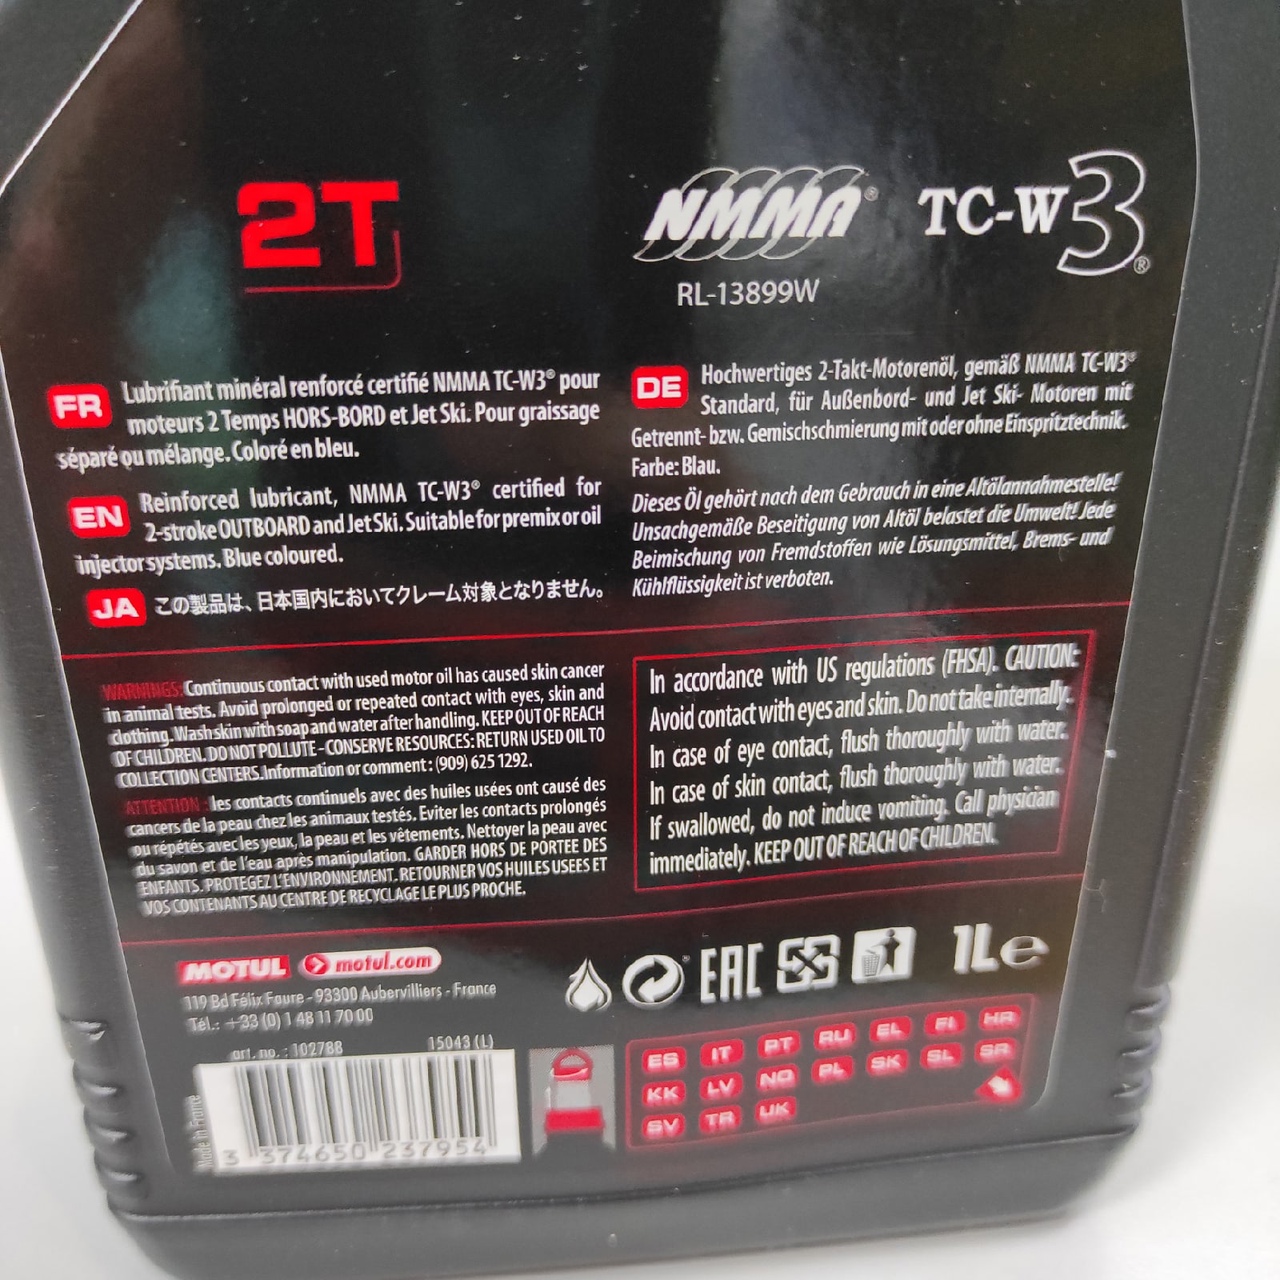 2T
NMMA®
TC-W3®
RL-13899W
FR Lubrifiant minéral renforcé certifié NMMA TC-W3® pour
moteurs 2 Temps HORS-BORD et Jet Ski. Pour graissage
séparé ou mélange. Coloré en bleu.
EN Reinforced lubricant, NMMA TC-W3® certified for
2-stroke OUTBOARD and Jet Ski. Suitable for premix or oil
injector systems. Blue coloured.
JA この製品は、日本国内においてクレーム対象となりません。
DE Hochwertiges 2-Takt-Motorenöl, gemäß NMMA TC-W3®
Standard, für Außenbord- und Jet Ski- Motoren mit
Getrennt- bzw. Gemischschmierung mit oder ohne Einspritztechnik.
Farbe: Blau.
Dieses Öl gehört nach dem Gebrauch in eine Altölannahmestelle!
Unsachgemäße Beseitigung von Altöl belastet die Umwelt! Jede
Beimischung von Fremdstoffen wie Lösungsmittel, Brems- und
Kühlflüssigkeit ist verboten.
WARNINGS: Continuous contact with used motor oil has caused skin cancer
in animal tests. Avoid prolonged or repeated contact with eyes, skin and
clothing. Wash skin with soap and water after handling. KEEP OUT OF REACH
OF CHILDREN. DO NOT POLLUTE - CONSERVE RESOURCES: RETURN USED OIL TO
COLLECTION CENTERS. Information or comment : (909) 625 1292.
ATTENTION : les contacts continuels avec des huiles usées ont causé des
cancers de la peau chez les animaux testés. Eviter les contacts prolongés
ou répétés avec les yeux, la peau et les vêtements. Nettoyer la peau avec
du savon et de l'eau après manipulation. GARDER HORS DE PORTEE DES
ENFANTS. PROTEGEZ L'ENVIRONNEMENT. RETOURNER VOS HUILES USEES ET
VOS CONTENANTS AU CENTRE DE RECYCLAGE LE PLUS PROCHE.
In accordance with US regulations (FHSA). CAUTION:
Avoid contact with eyes and skin. Do not take internally.
In case of eye contact, flush thoroughly with water.
In case of skin contact, flush thoroughly with water.
If swallowed, do not induce vomiting. Call physician
immediately. KEEP OUT OF REACH OF CHILDREN.
MOTUL motul.com
119 Bd Félix Faure - 93300 Aubervilliers - France
Tél.: +33 (0) 1 48 11 70 00
EAC
1L e
art. no. : 102788 15043 (L)
Made in France
3 374650 237954
ES IT PT RU EL FI HR
KK LV NO PL SK SL SR
SV TR UK